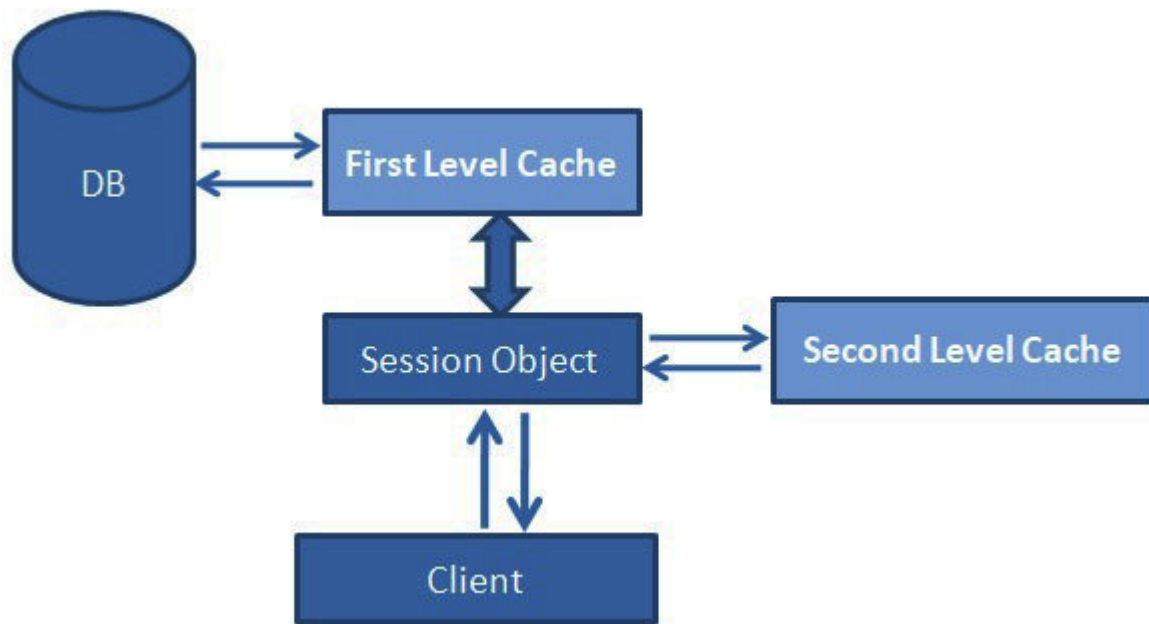 First Level Cache
DB
Session Object
Second Level Cache
Client